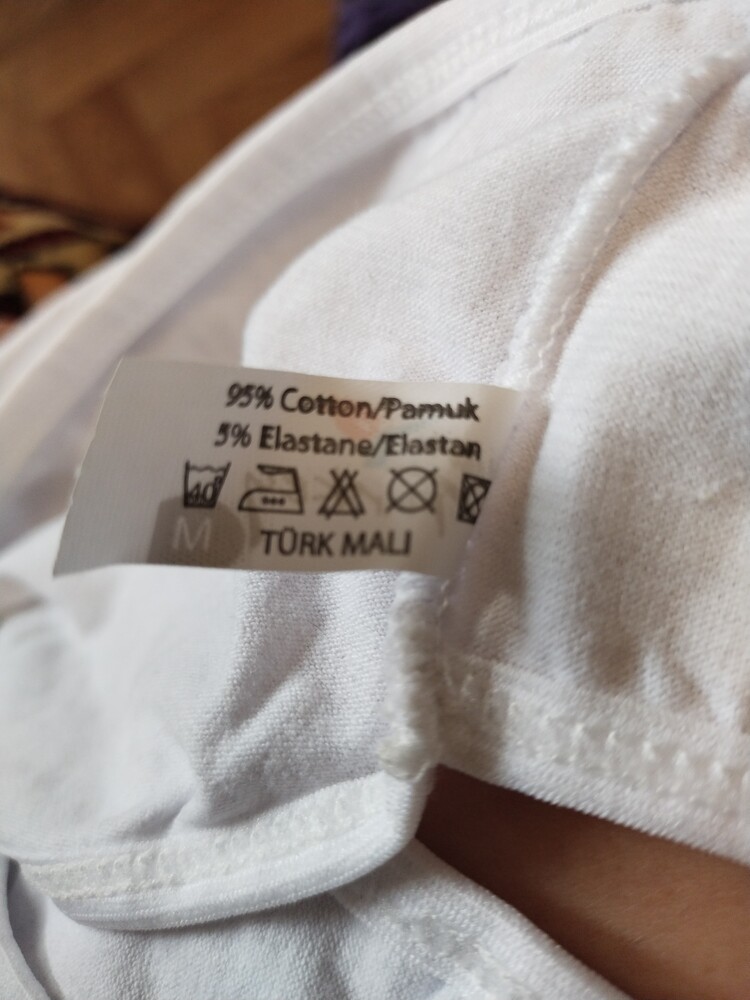 95% Cotton/Pamuk
5% Elastane/Elastan
40°
M
TÜRK MALI